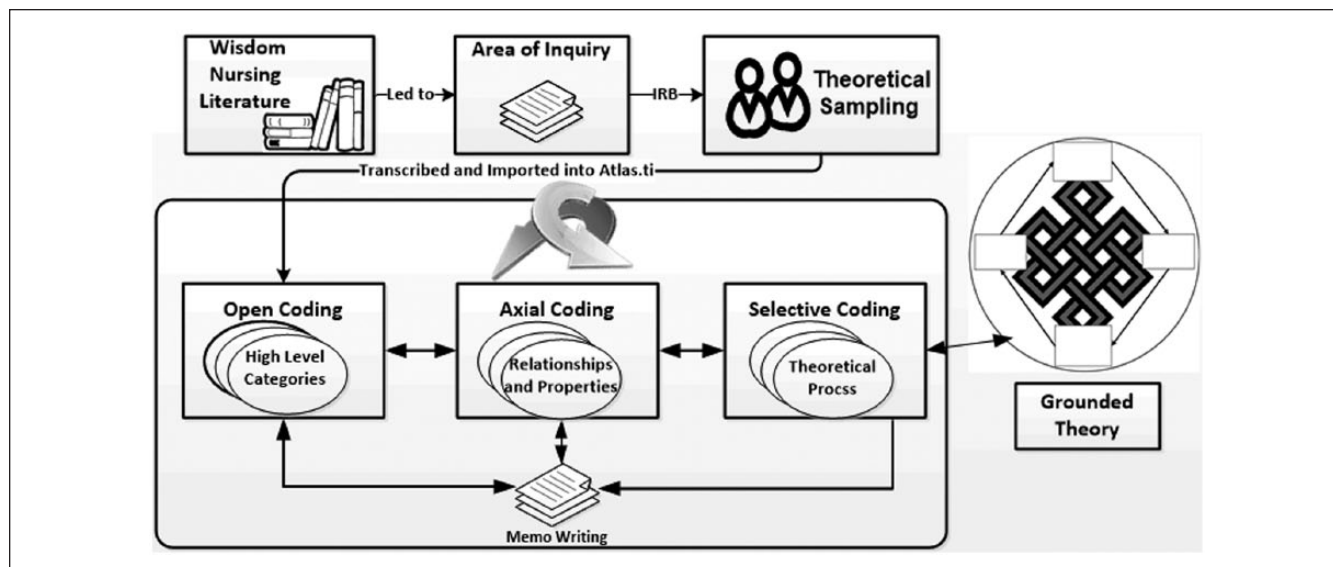 Wisdom
Nursing
Literature
Led to
Area of Inquiry
IRB
Theoretical
Sampling
Transcribed and Imported into Atlas.ti
Open Coding
High Level
Categories
Axial Coding
Relationships
and Properties
Selective Coding
Theoretical
Procss
Memo Writing
Grounded
Theory